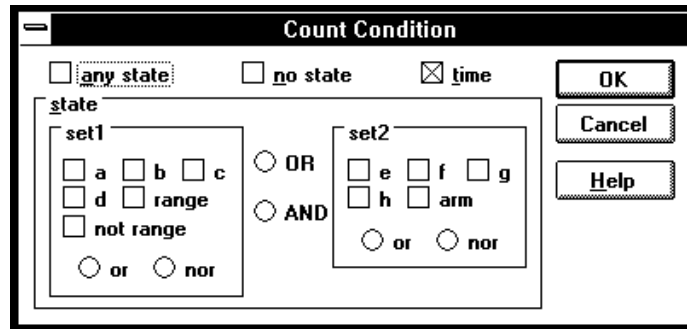 Count Condition
any state no state time
OK
state
Cancel
set1
set2
a b c
OR
e f g
Help
d range
AND
h arm
not range
or nor
or nor